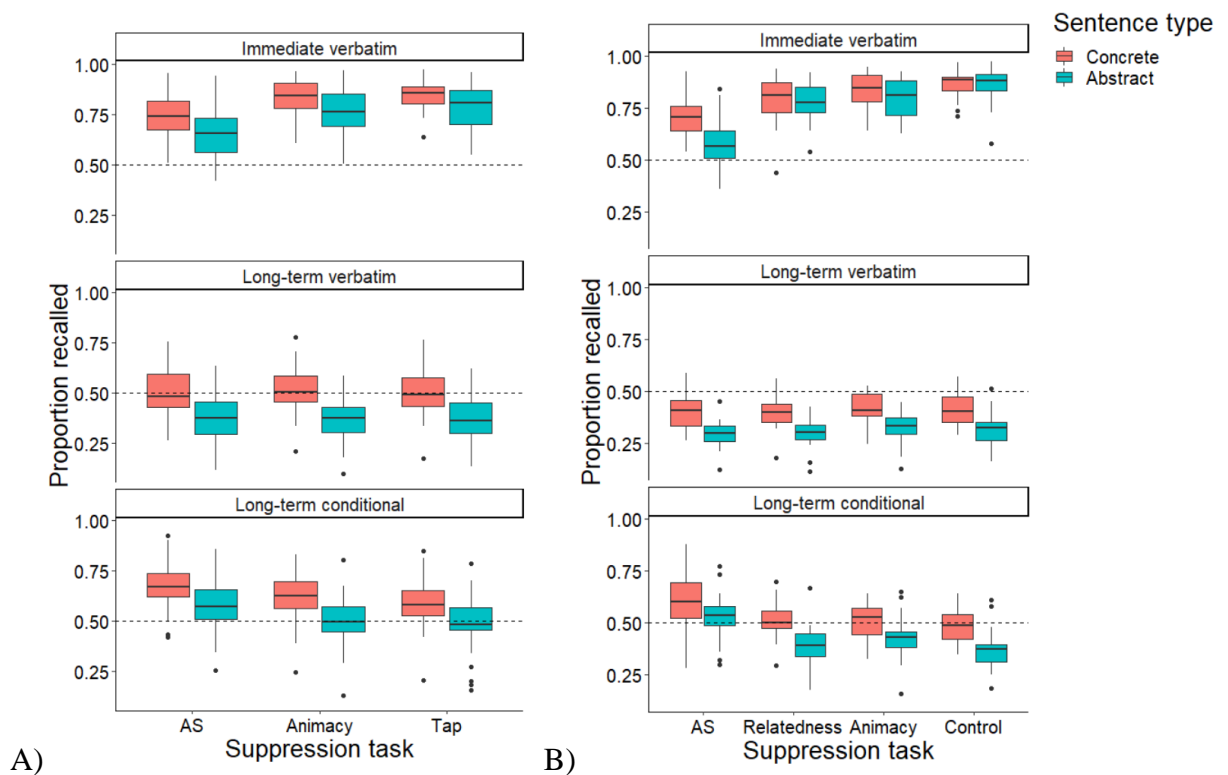 Sentence type
Concrete
Abstract
Proportion recalled
Immediate verbatim
1.00
0.75
0.50
0.25
Long-term verbatim
1.00
0.75
0.50
0.25
Long-term conditional
1.00
0.75
0.50
0.25
AS Animacy Tap
Suppression task
A)
Proportion recalled
Immediate verbatim
1.00
0.75
0.50
0.25
Long-term verbatim
1.00
0.75
0.50
0.25
Long-term conditional
1.00
0.75
0.50
0.25
AS Relatedness Animacy Control
Suppression task
B)